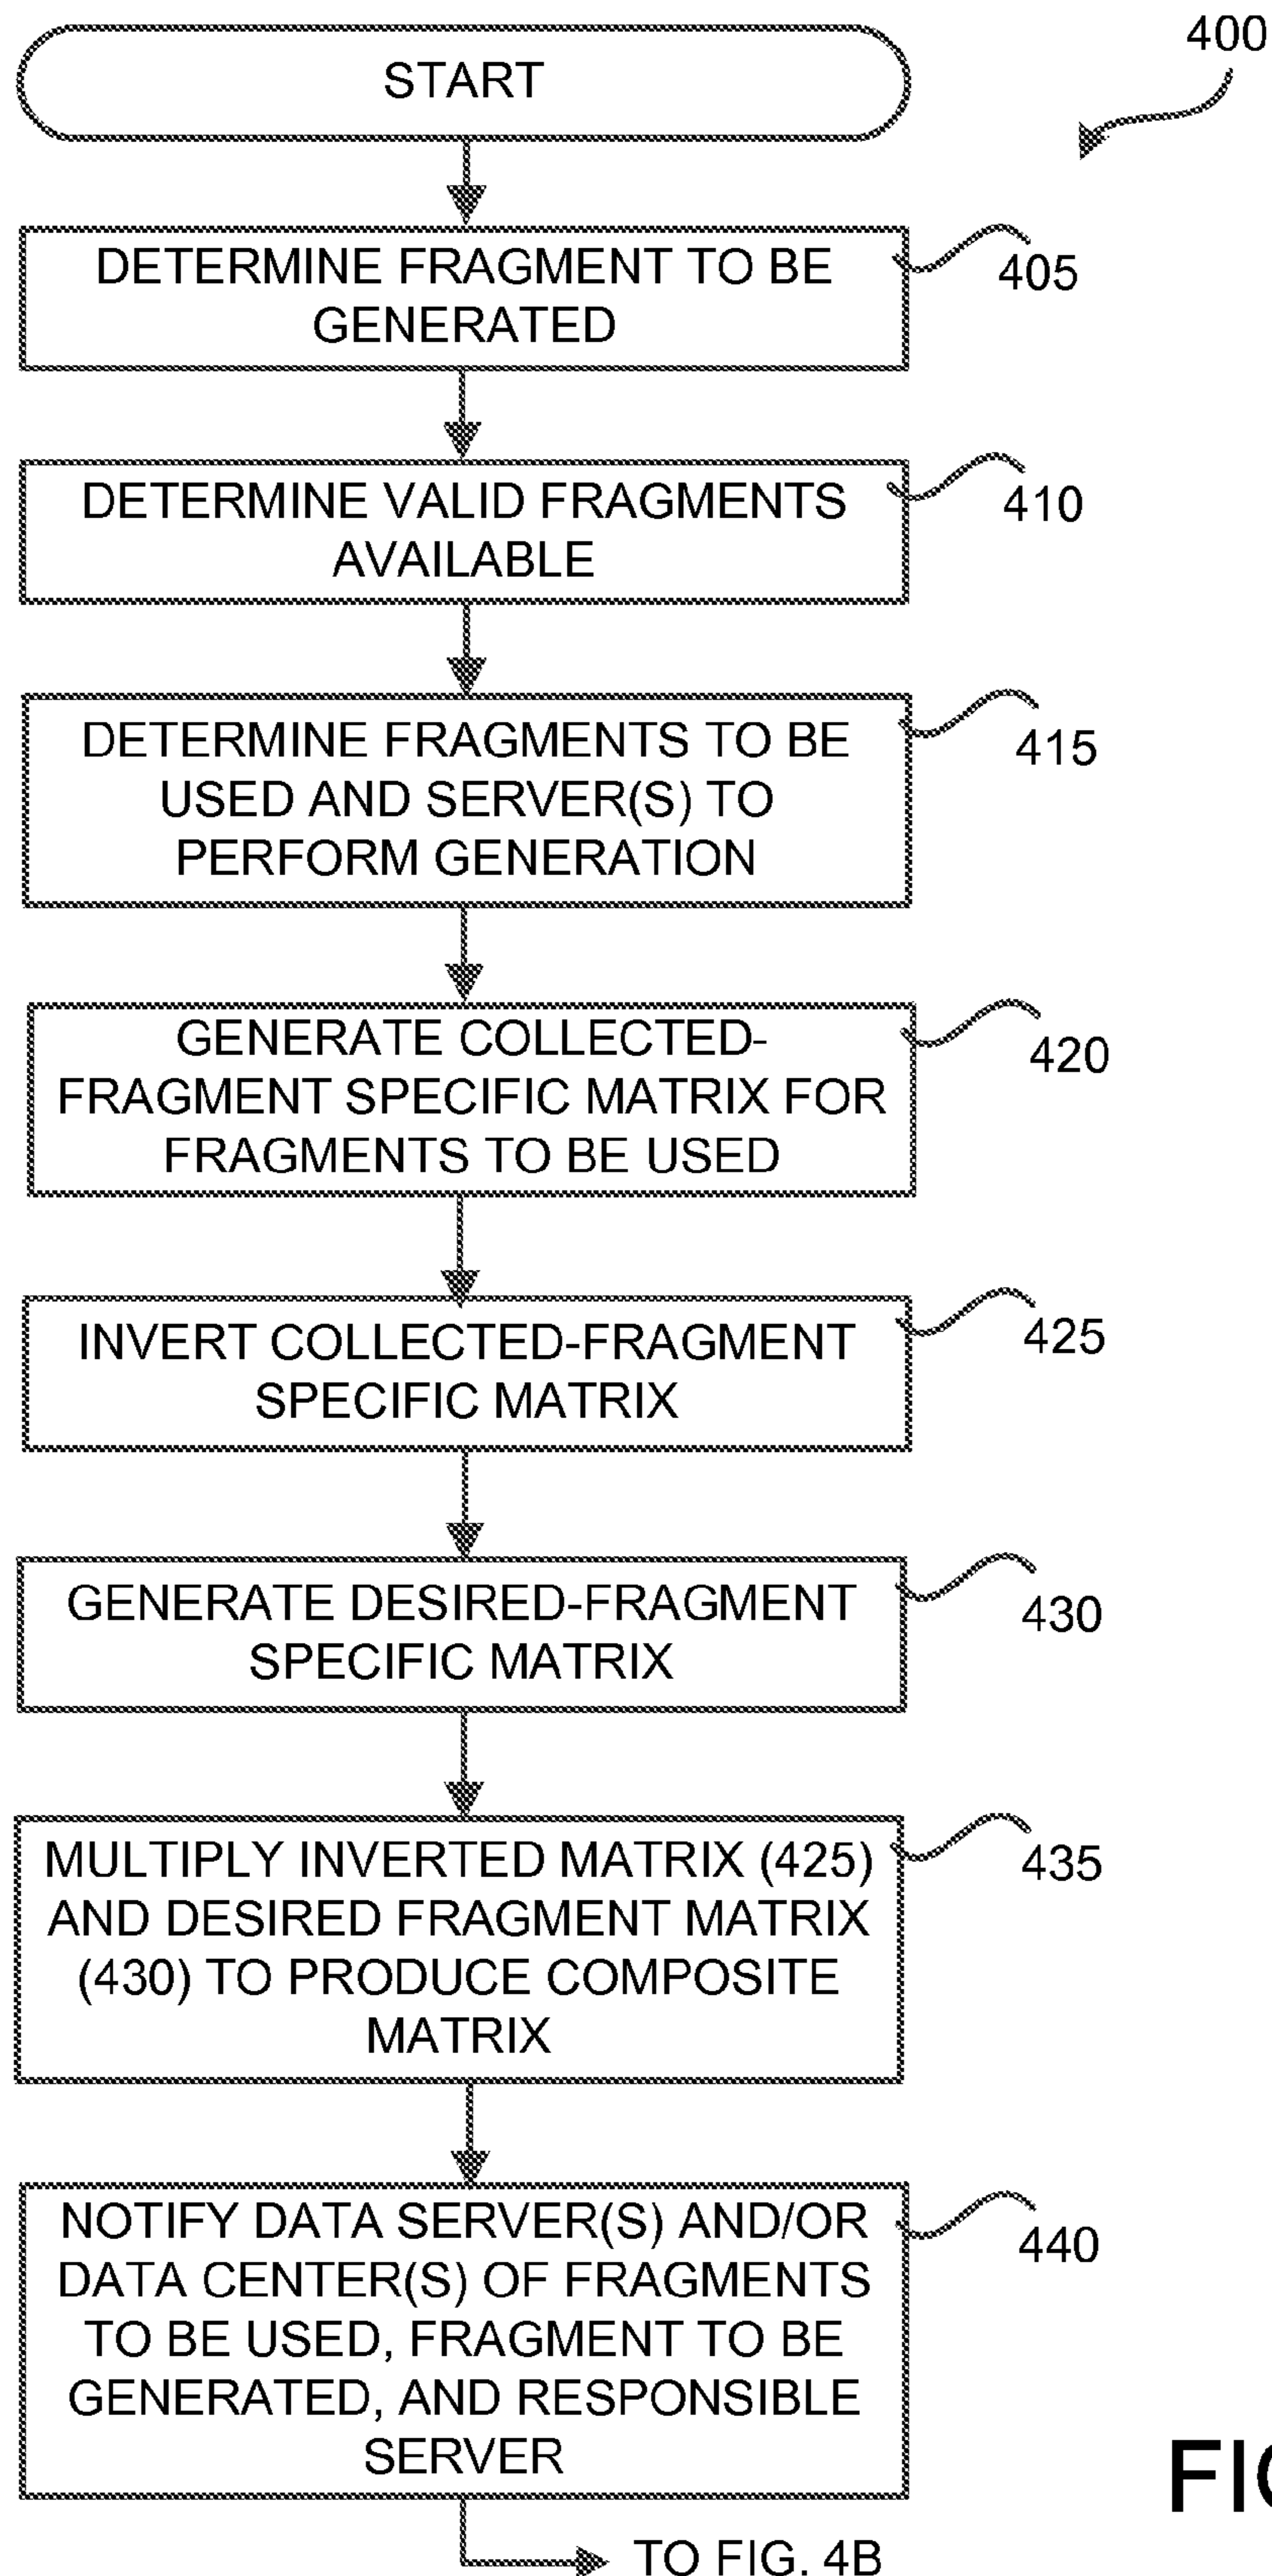 400
START
DETERMINE FRAGMENT TO BE
GENERATED
405
DETERMINE VALID FRAGMENTS
AVAILABLE
410
DETERMINE FRAGMENTS TO BE
USED AND SERVER(S) TO
PERFORM GENERATION
415
GENERATE COLLECTED-
FRAGMENT SPECIFIC MATRIX FOR
FRAGMENTS TO BE USED
420
INVERT COLLECTED-FRAGMENT
SPECIFIC MATRIX
425
GENERATE DESIRED-FRAGMENT
SPECIFIC MATRIX
430
MULTIPLY INVERTED MATRIX (425)
AND DESIRED FRAGMENT MATRIX
(430) TO PRODUCE COMPOSITE
MATRIX
435
NOTIFY DATA SERVER(S) AND/OR
DATA CENTER(S) OF FRAGMENTS
TO BE USED, FRAGMENT TO BE
GENERATED, AND RESPONSIBLE
SERVER
440
TO FIG. 4B